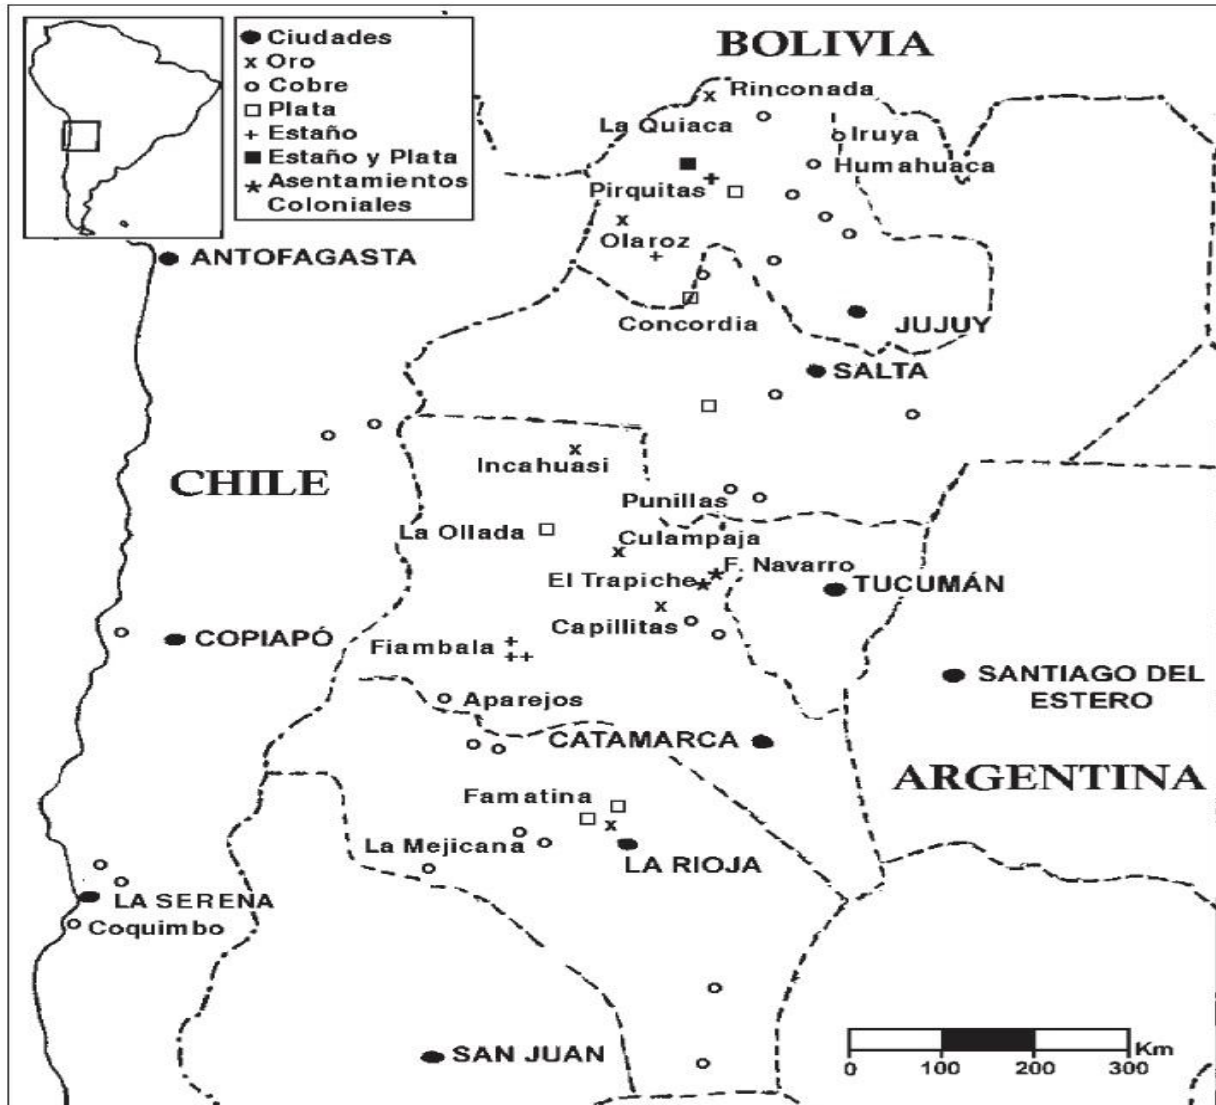 Ciudades
Oro
Cobre
Plata
Estaño
Estaño y Plata
Asentamientos
Coloniales
BOLIVIA
Rinconada
La Quiaca
Iruya
Humahuaca
Pirquitas
Olaroz
ANTOFAGASTA
Concordia
JUJUY
SALTA
Incahuasi
CHILE
Punillas
La Ollada
Culampaja
F. Navarro
El Trapiche
TUCUMÁN
Capillitas
COPIAPÓ
Fiambala
SANTIAGO DEL
ESTERO
Aparejos
CATAMARCA
ARGENTINA
Famatina
La Mejicana
LA RIOJA
LA SERENA
Coquimbo
SAN JUAN
Km
0 100 200 300